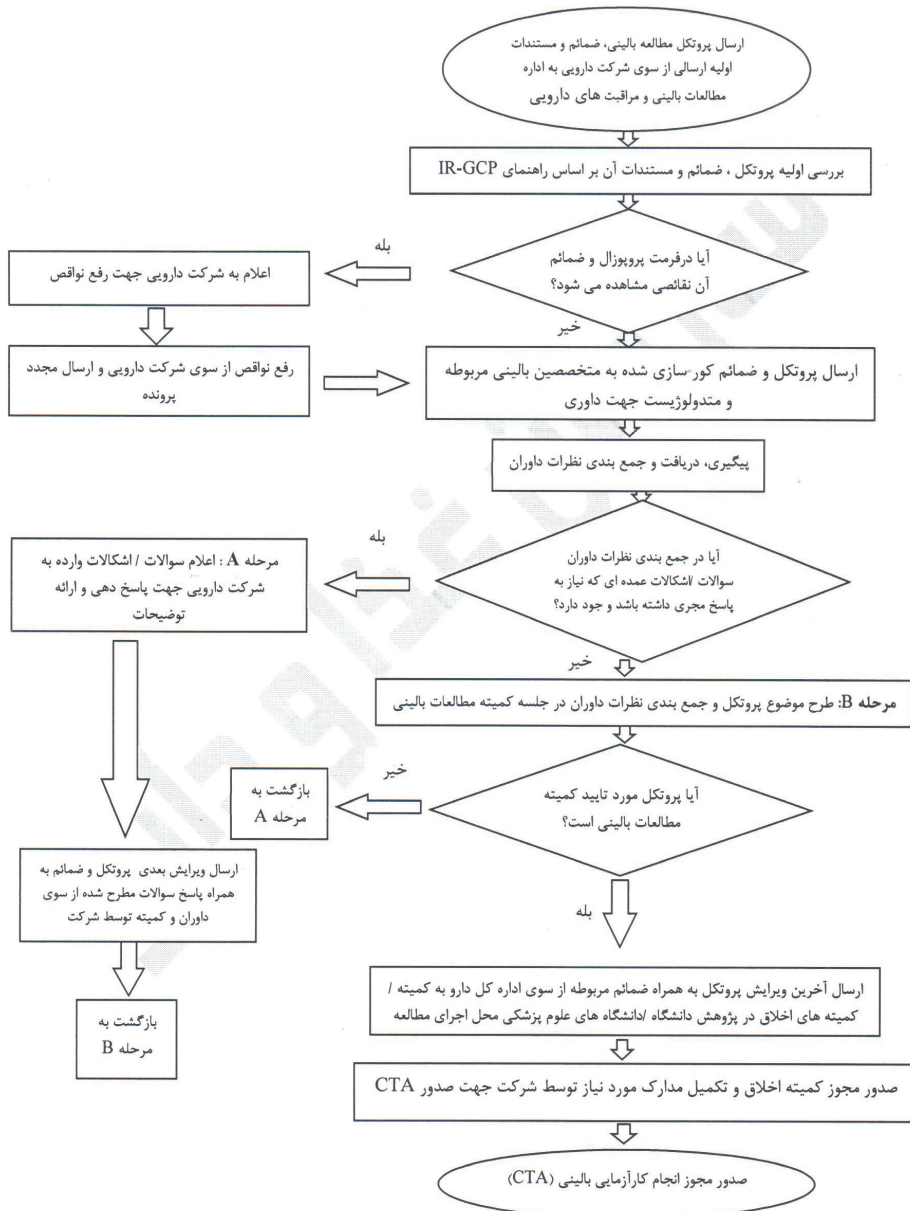 ارسال پروتکل مطالعه بالینی، ضمائم و مستندات
اولیه ارسالی از سوی شرکت دارویی به اداره
مطالعات بالینی و مراقبت های دارویی
بررسی اولیه پروتکل ، ضمائم و مستندات آن بر اساس راهنمای IR-GCP
آیا درفرمت پروپوزال و ضمائم
آن نقائصی مشاهده می شود؟
بله
اعلام به شرکت دارویی جهت رفع نواقص
رفع نواقص از سوی شرکت دارویی و ارسال مجدد
پرونده
خیر
ارسال پروتکل و ضمائم کور سازی شده به متخصصین بالینی مربوطه
و متدولوژیست جهت داوری
پیگیری، دریافت و جمع بندی نظرات داوران
آیا در جمع بندی نظرات داوران
سوالات /اشکالات عمده ای که نیاز به
پاسخ مجری داشته باشد و جود دارد؟
بله
مرحله A : اعلام سوالات / اشکالات وارده به
شرکت دارویی جهت پاسخ دهی و ارائه
توضیحات
خیر
مرحله B: طرح موضوع پروتکل و جمع بندی نظرات داوران در جلسه کمیته مطالعات بالینی
آیا پروتکل مورد تایید کمیته
مطالعات بالینی است؟
خیر
بازگشت به
مرحله A
ارسال ویرایش بعدی پروتکل و ضمائم به
همراه پاسخ سوالات مطرح شده از سوی
داوران و کمیته توسط شرکت
بازگشت به
مرحله B
بله
ارسال آخرین ویرایش پروتکل به همراه ضمائم مربوطه از سوی اداره کل دارو به کمیته /
کمیته های اخلاق در پژوهش دانشگاه /دانشگاه های علوم پزشکی محل اجرای مطالعه
صدور مجوز کمیته اخلاق و تکمیل مدارک مورد نیاز توسط شرکت جهت صدور CTA
صدور مجوز انجام کارآزمایی بالینی (CTA)